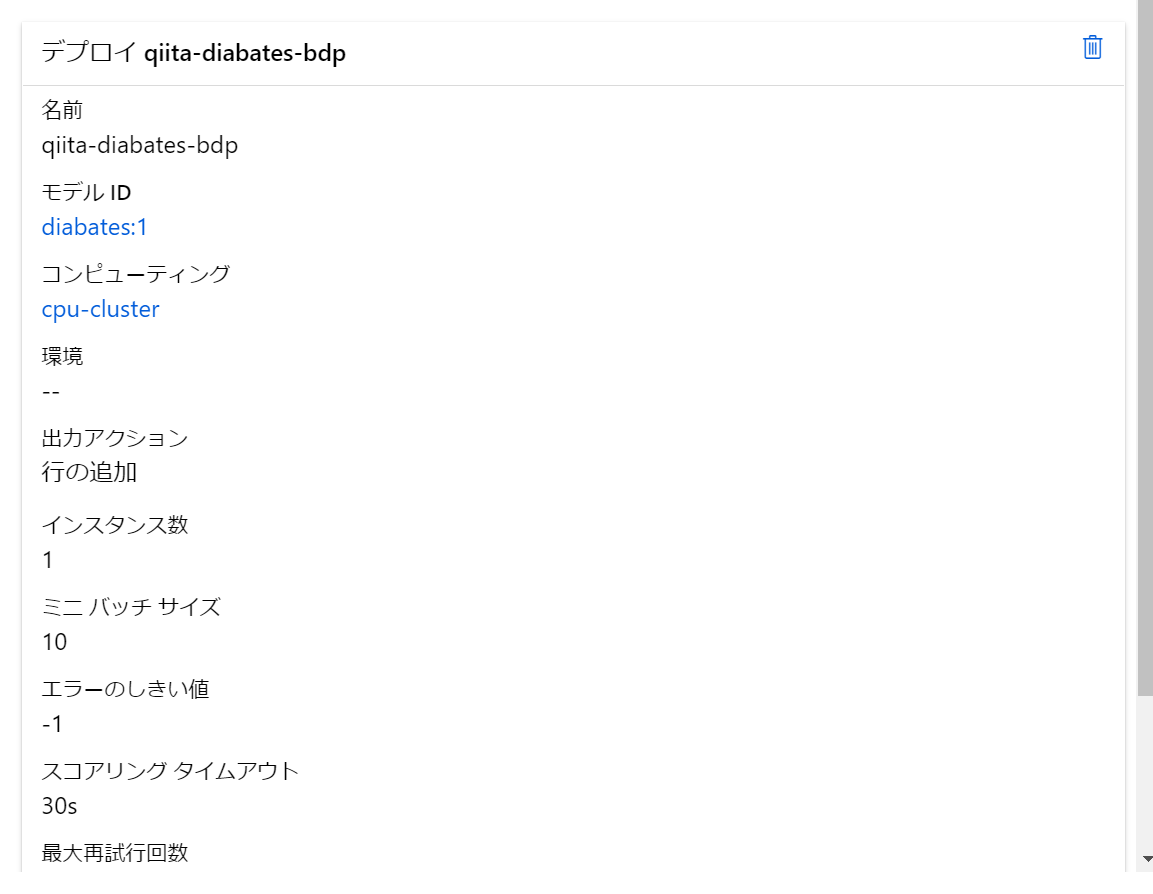 デプロイ qiita-diabates-bdp
名前
qiita-diabates-bdp
モデル ID
diabates:1
コンピューティング
cpu-cluster
環境
--
出力アクション
行の追加
インスタンス数
1
ミニ バッチ サイズ
10
エラーのしきい値
-1
スコアリング タイムアウト
30s
最大再試行回数